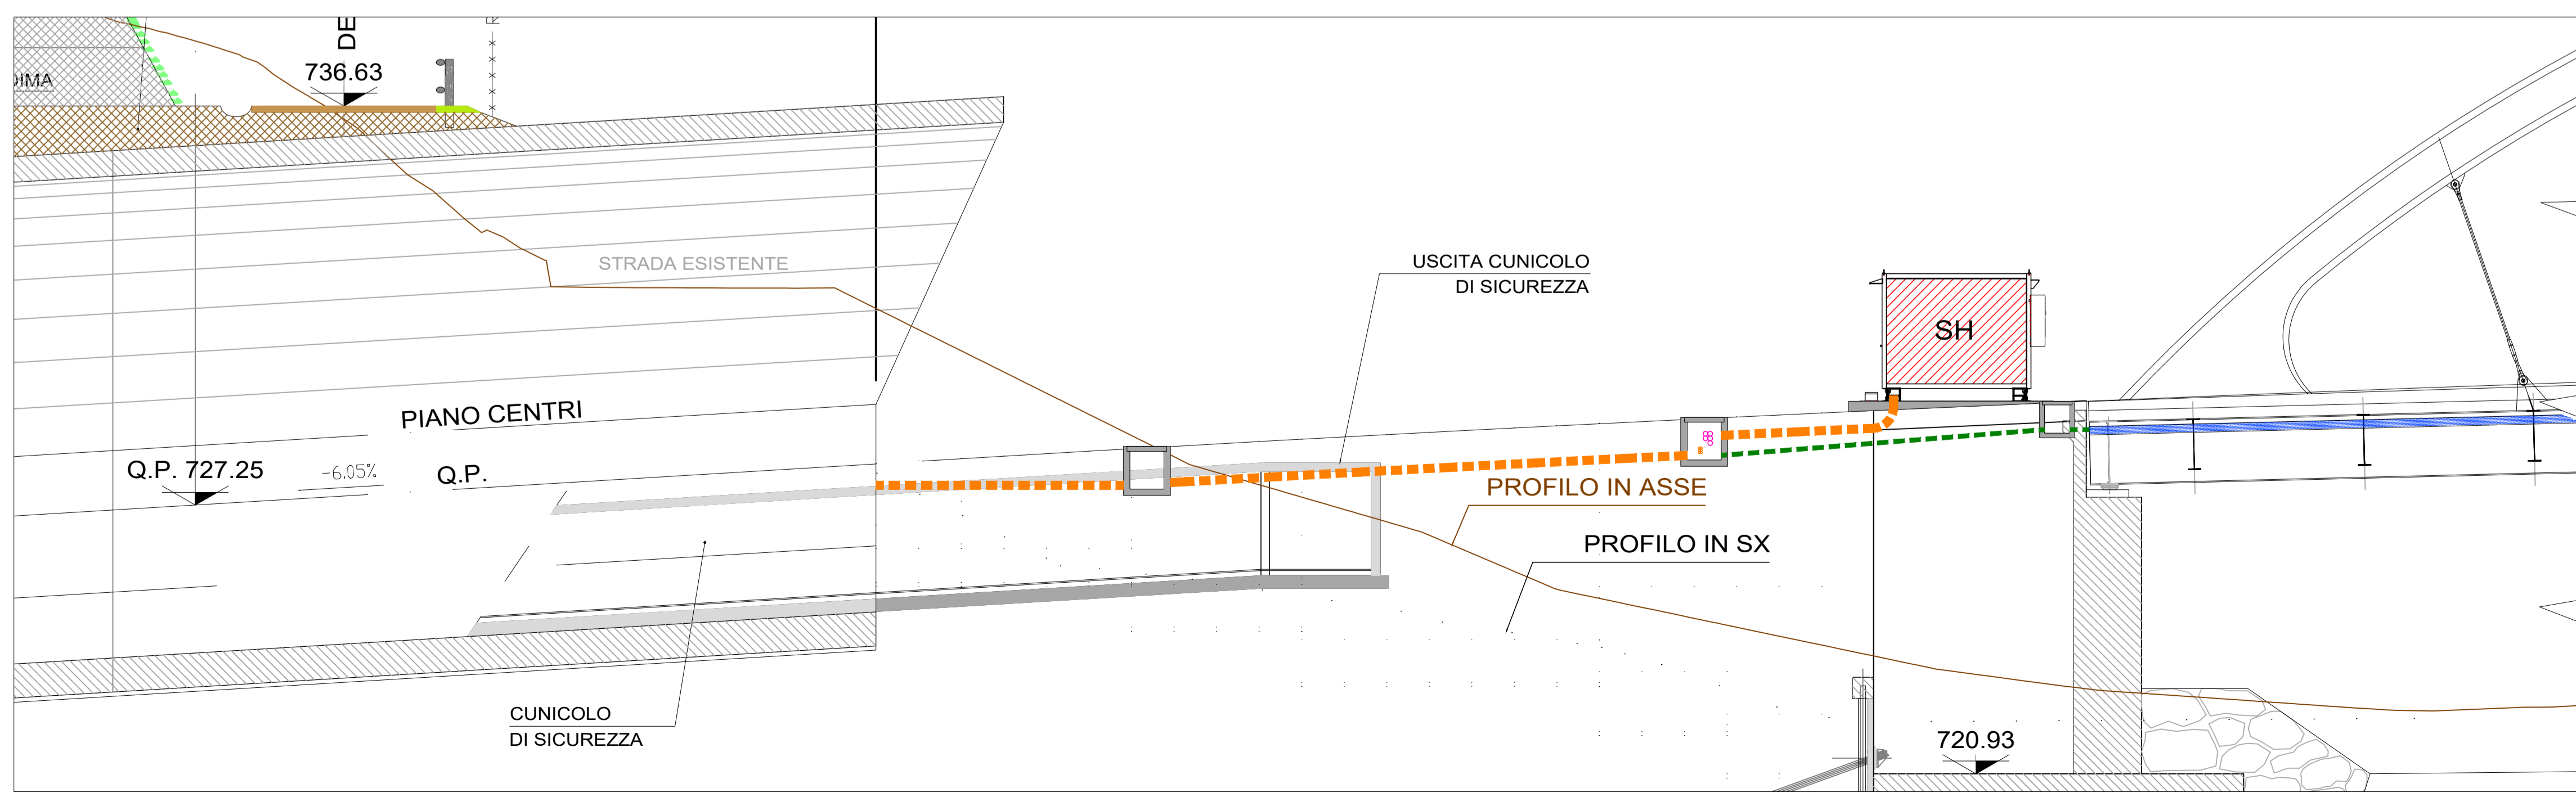 DE
736.63
DIMA
STRADA ESISTENTE
USCITA CUNICOLO
DI SICUREZZA
SH
PIANO CENTRI
Q.P. 727.25
-6.05%
Q.P.
PROFILO IN ASSE
PROFILO IN SX
CUNICOLO
DI SICUREZZA
720.93